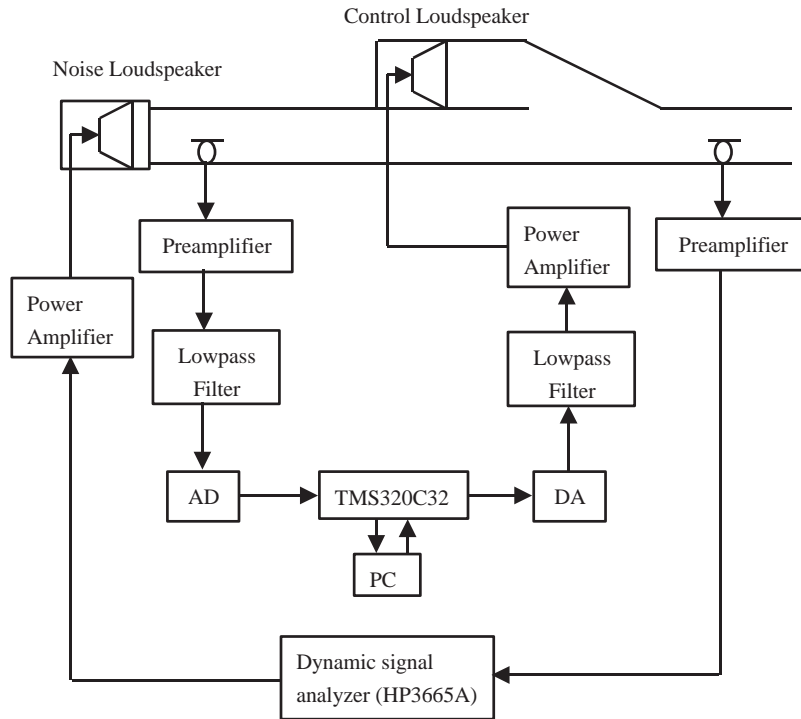 Control Loudspeaker
Noise Loudspeaker
Preamplifier
Power
Amplifier
Preamplifier
Power
Amplifier
Lowpass
Filter
Lowpass
Filter
AD
TMS320C32
DA
PC
Dynamic signal
analyzer (HP3665A)